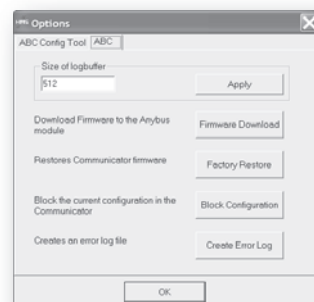 HMS Options
ABC Config Tool ABC
Size of logbuffer
512
Apply
Download Firmware to the Anybus
module
Firmware Download
Restores Communicator firmware
Factory Restore
Block the current configuration in the
Communicator
Block Configuration
Creates an error log file
Create Error Log
OK